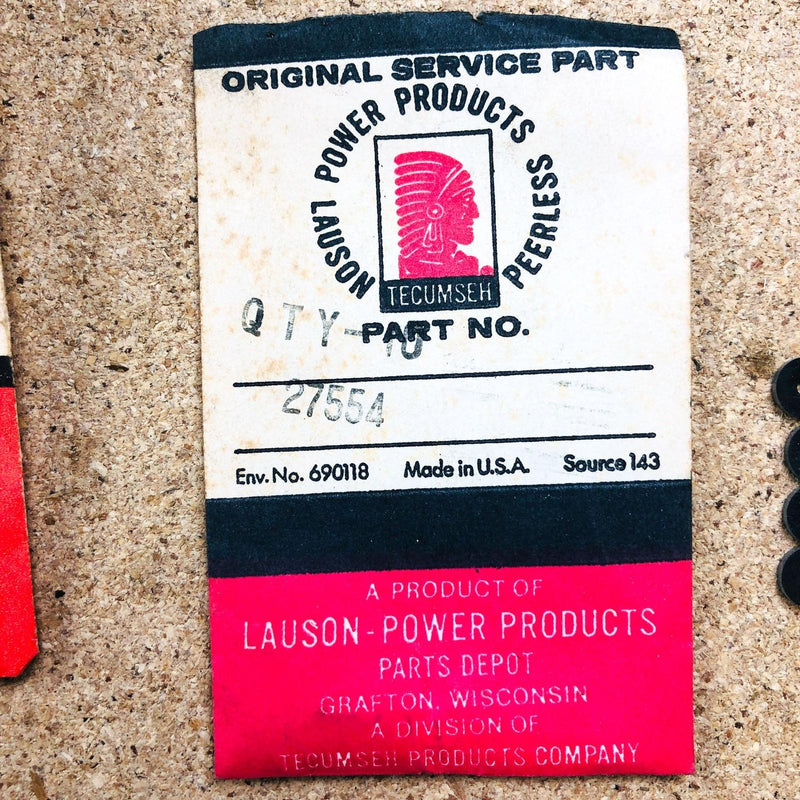 ORIGINAL SERVICE PART
LAUSON POWER PRODUCTS PEERLESS
TECUMSEH
QTY-10
PART NO.
27554
Env. No. 690118 Made in U.S.A. Source 143
A PRODUCT OF
LAUSON-POWER PRODUCTS
PARTS DEPOT
GRAFTON, WISCONSIN
A DIVISION OF
TECUMSEH PRODUCTS COMPANY